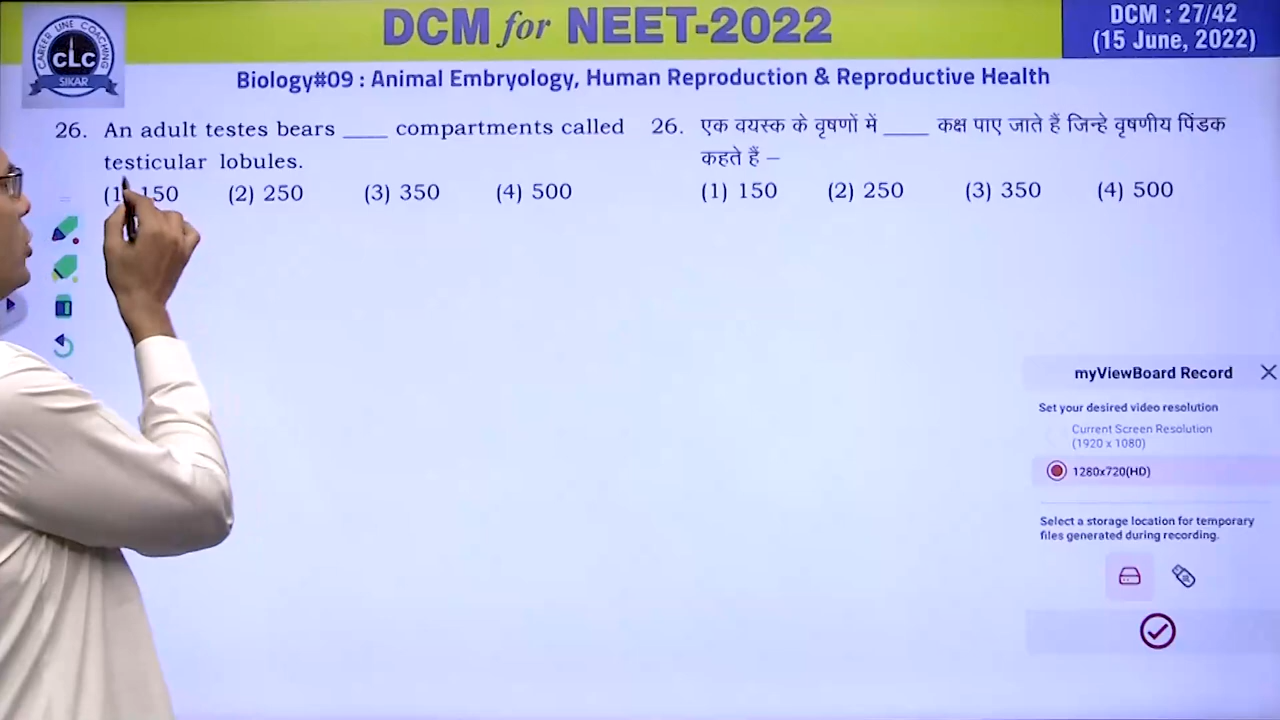 DCM for NEET-2022
DCM : 27/42
(15 June, 2022)
CAREER LINE COACHING
CLC
SIKAR
Biology#09 : Animal Embryology, Human Reproduction & Reproductive Health
26. An adult testes bears ____ compartments called
testicular lobules.
(1) 150 (2) 250 (3) 350 (4) 500
26. एक वयस्क के वृषणों में ____ कक्ष पाए जाते हैं जिन्हे वृषणीय पिंडक
कहते हैं –
(1) 150 (2) 250 (3) 350 (4) 500
myViewBoard Record
Set your desired video resolution
Current Screen Resolution
(1920 x 1080)
1280x720(HD)
Select a storage location for temporary
files generated during recording.